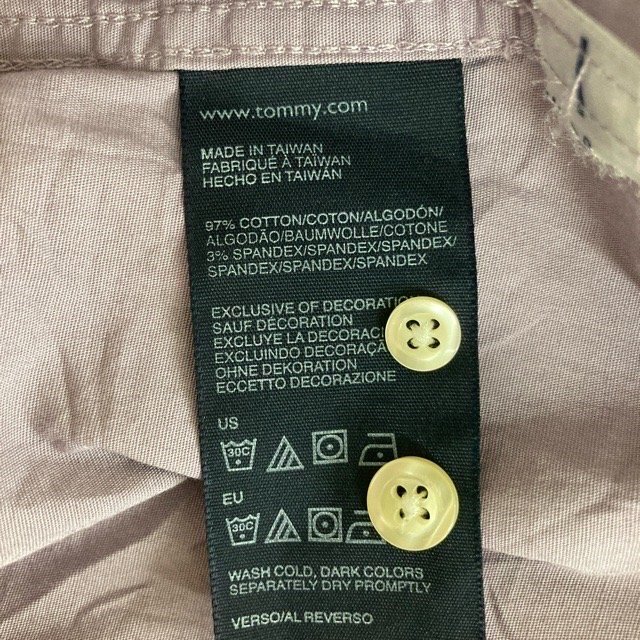 www.tommy.com
MADE IN TAIWAN
FABRIQUÉ À TAÏWAN
HECHO EN TAIWÁN
97% COTTON/COTON/ALGODÓN/
ALGODÃO/BAUMWOLLE/COTONE
3% SPANDEX/SPANDEX/SPANDEX/
SPANDEX/SPANDEX/SPANDEX
EXCLUSIVE OF DECORATION
SAUF DÉCORATION
EXCLUYE LA DECORACI
EXCLUINDO DECORAÇÃ
OHNE DEKORATION
ECCETTO DECORAZIONE
US
30C
EU
30C
WASH COLD, DARK COLORS
SEPARATELY DRY PROMPTLY
VERSO/AL REVERSO